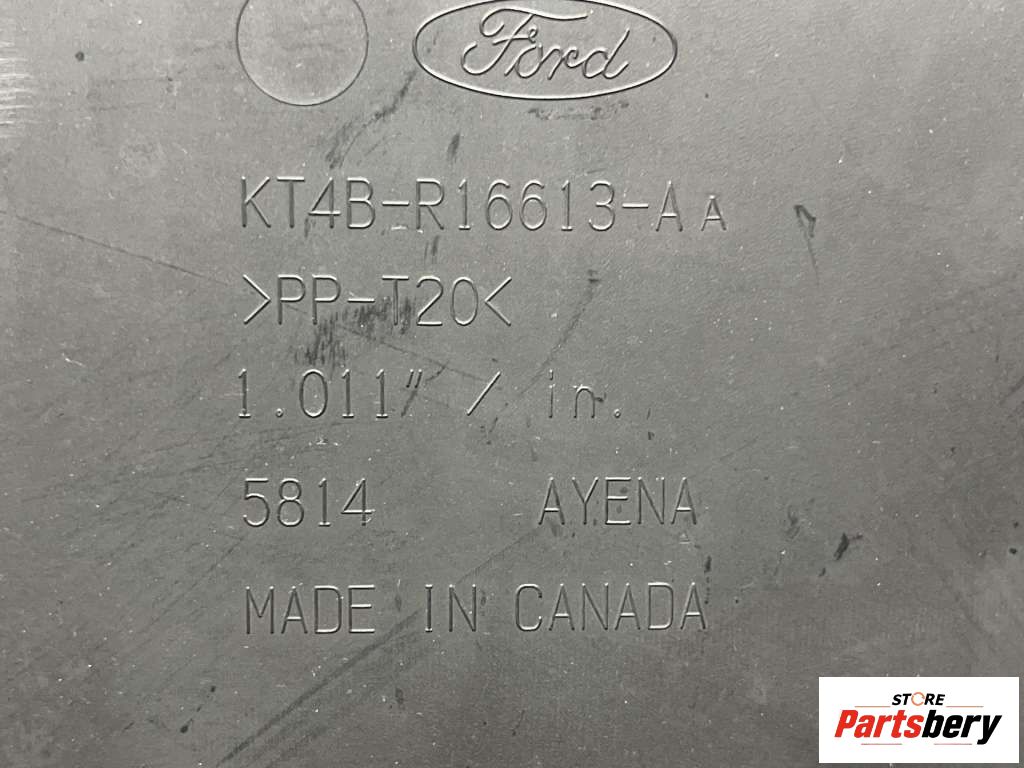 Ford
KT4B-R16613-AA
>PP-T20<
1.011" / in.
5814 AYENA
MADE IN CANADA
STORE
Partsbery